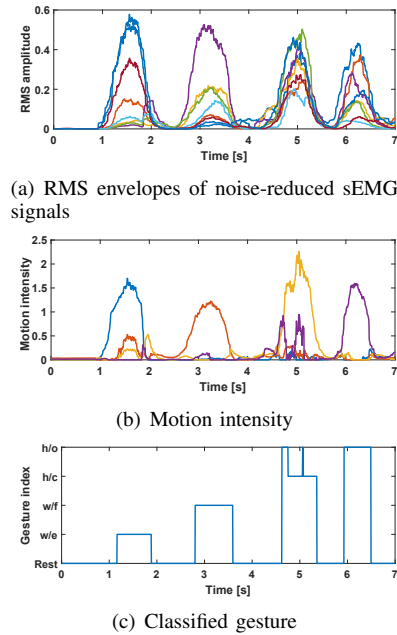 0.6
0.4
0.2
0
RMS amplitude
0 1 2 3 4 5 6 7
Time [s]
(a) RMS envelopes of noise-reduced sEMG
signals
2.5
2
1.5
1
0.5
0
Motion intensity
0 1 2 3 4 5 6 7
Time [s]
(b) Motion intensity
h/o
h/c
w/f
w/e
Rest
Gesture index
0 1 2 3 4 5 6 7
Time [s]
(c) Classified gesture